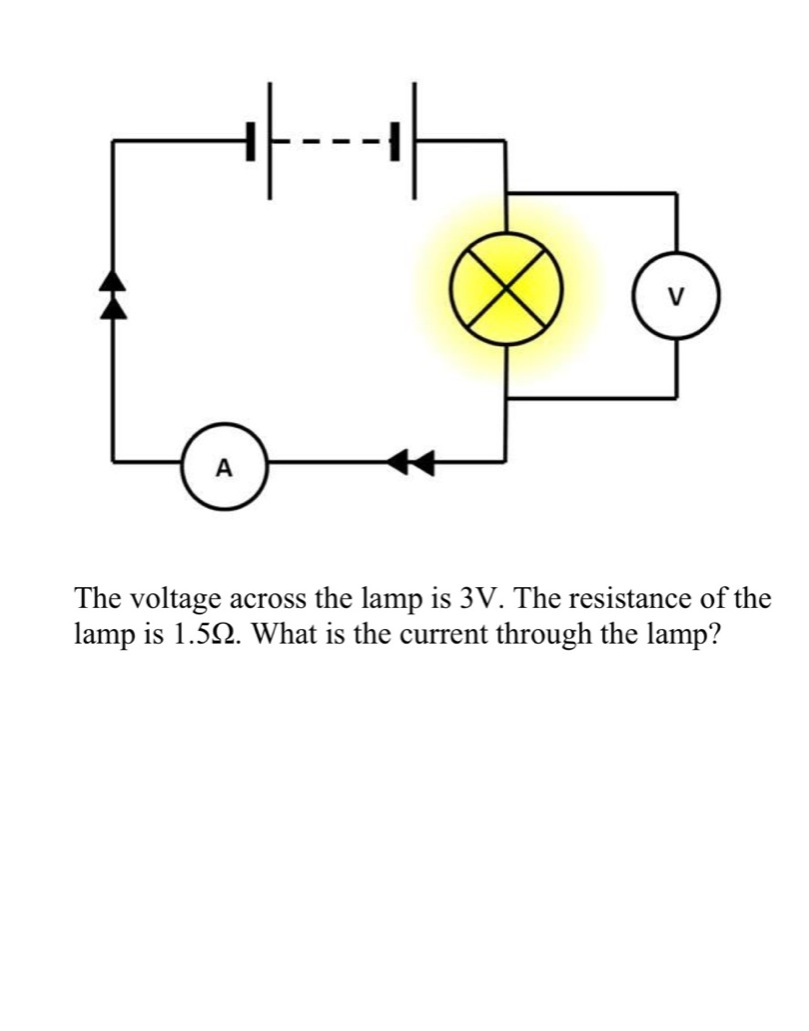 V
A
The voltage across the lamp is 3V. The resistance of the
lamp is 1.5Ω. What is the current through the lamp?